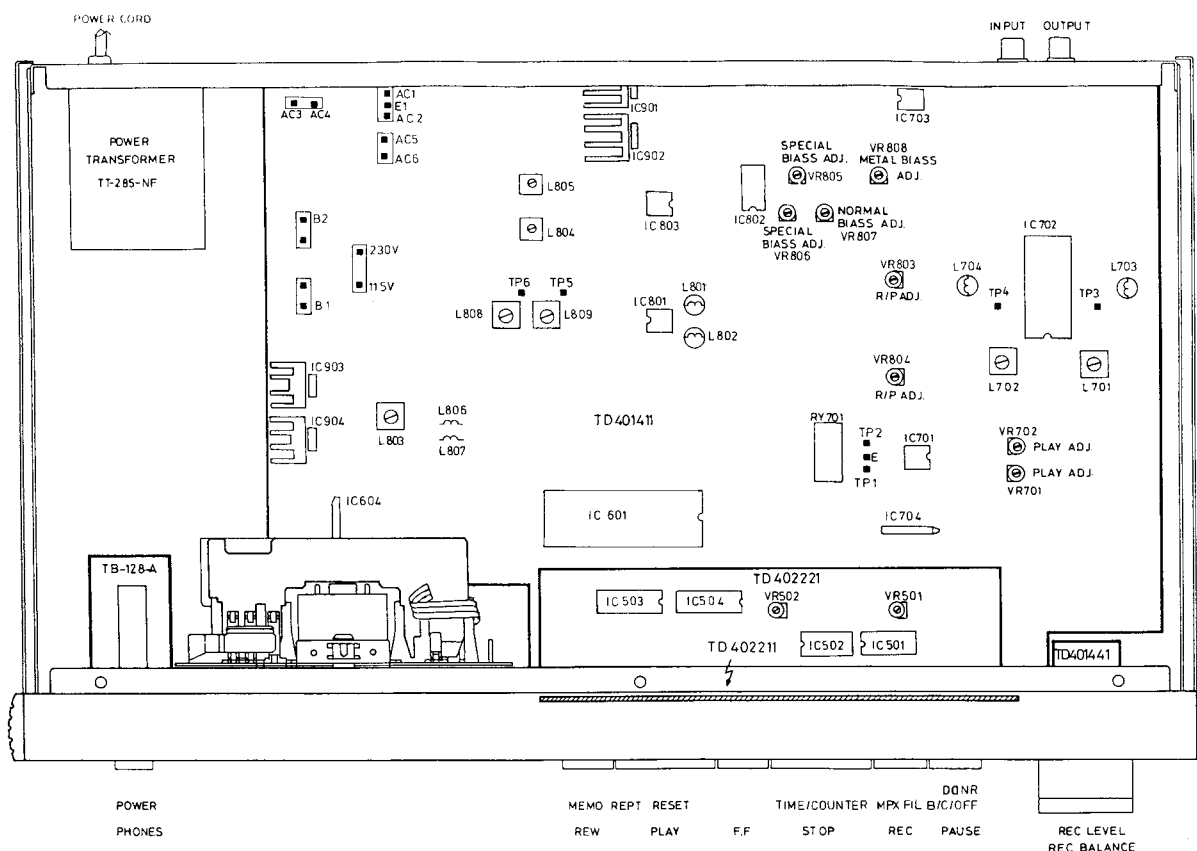 POWER CORD
INPUT OUTPUT
AC3 AC4
AC1
E1
AC2
AC5
AC6
IC901
IC902
IC703
POWER
TRANSFORMER
TT-285-NF
SPECIAL
BIASS ADJ.
VR805
VR808
METAL BIASS
ADJ.
L805
L804
IC803
IC802
SPECIAL
BIASS ADJ.
VR806
NORMAL
BIASS ADJ.
VR807
IC702
B2
B1
230V
115V
TP6
TP5
L808
L809
IC801
L801
L802
VR803
R/P ADJ.
L704
TP4
TP3
L703
VR804
R/P ADJ.
L702
L701
IC903
IC904
L803
L806
L807
TD401411
RY701
TP2
E
TP1
IC701
VR702
PLAY ADJ.
PLAY ADJ.
VR701
IC604
IC 601
IC704
TB-128-A
TD402221
IC503
IC504
VR502
VR501
TD402211
IC502
IC501
TD401441
POWER
PHONES
MEMO REPT RESET
TIME/COUNTER MPX FIL B/C/OFF
REW PLAY F.F STOP REC PAUSE
REC LEVEL
REC BALANCE